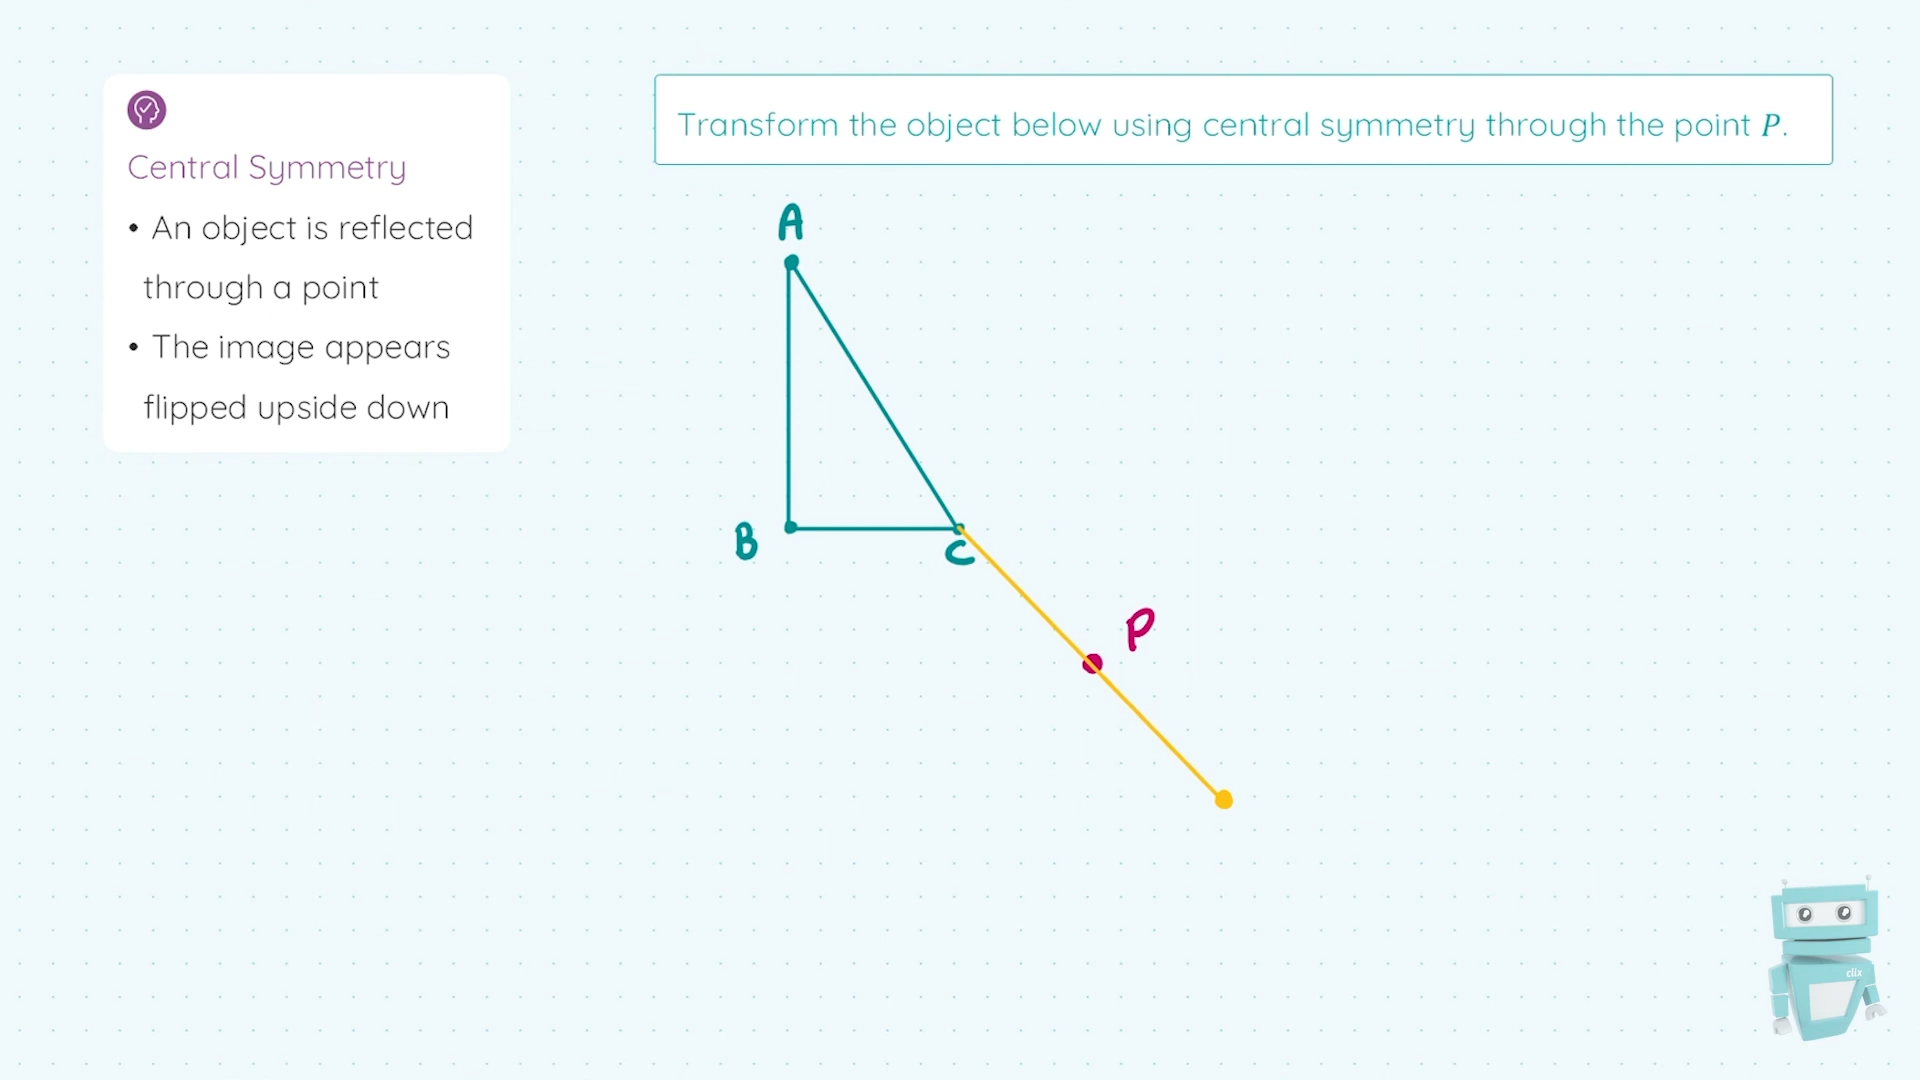 Central Symmetry
• An object is reflected
through a point
• The image appears
flipped upside down
Transform the object below using central symmetry through the point P.
A
B
C
P
clix